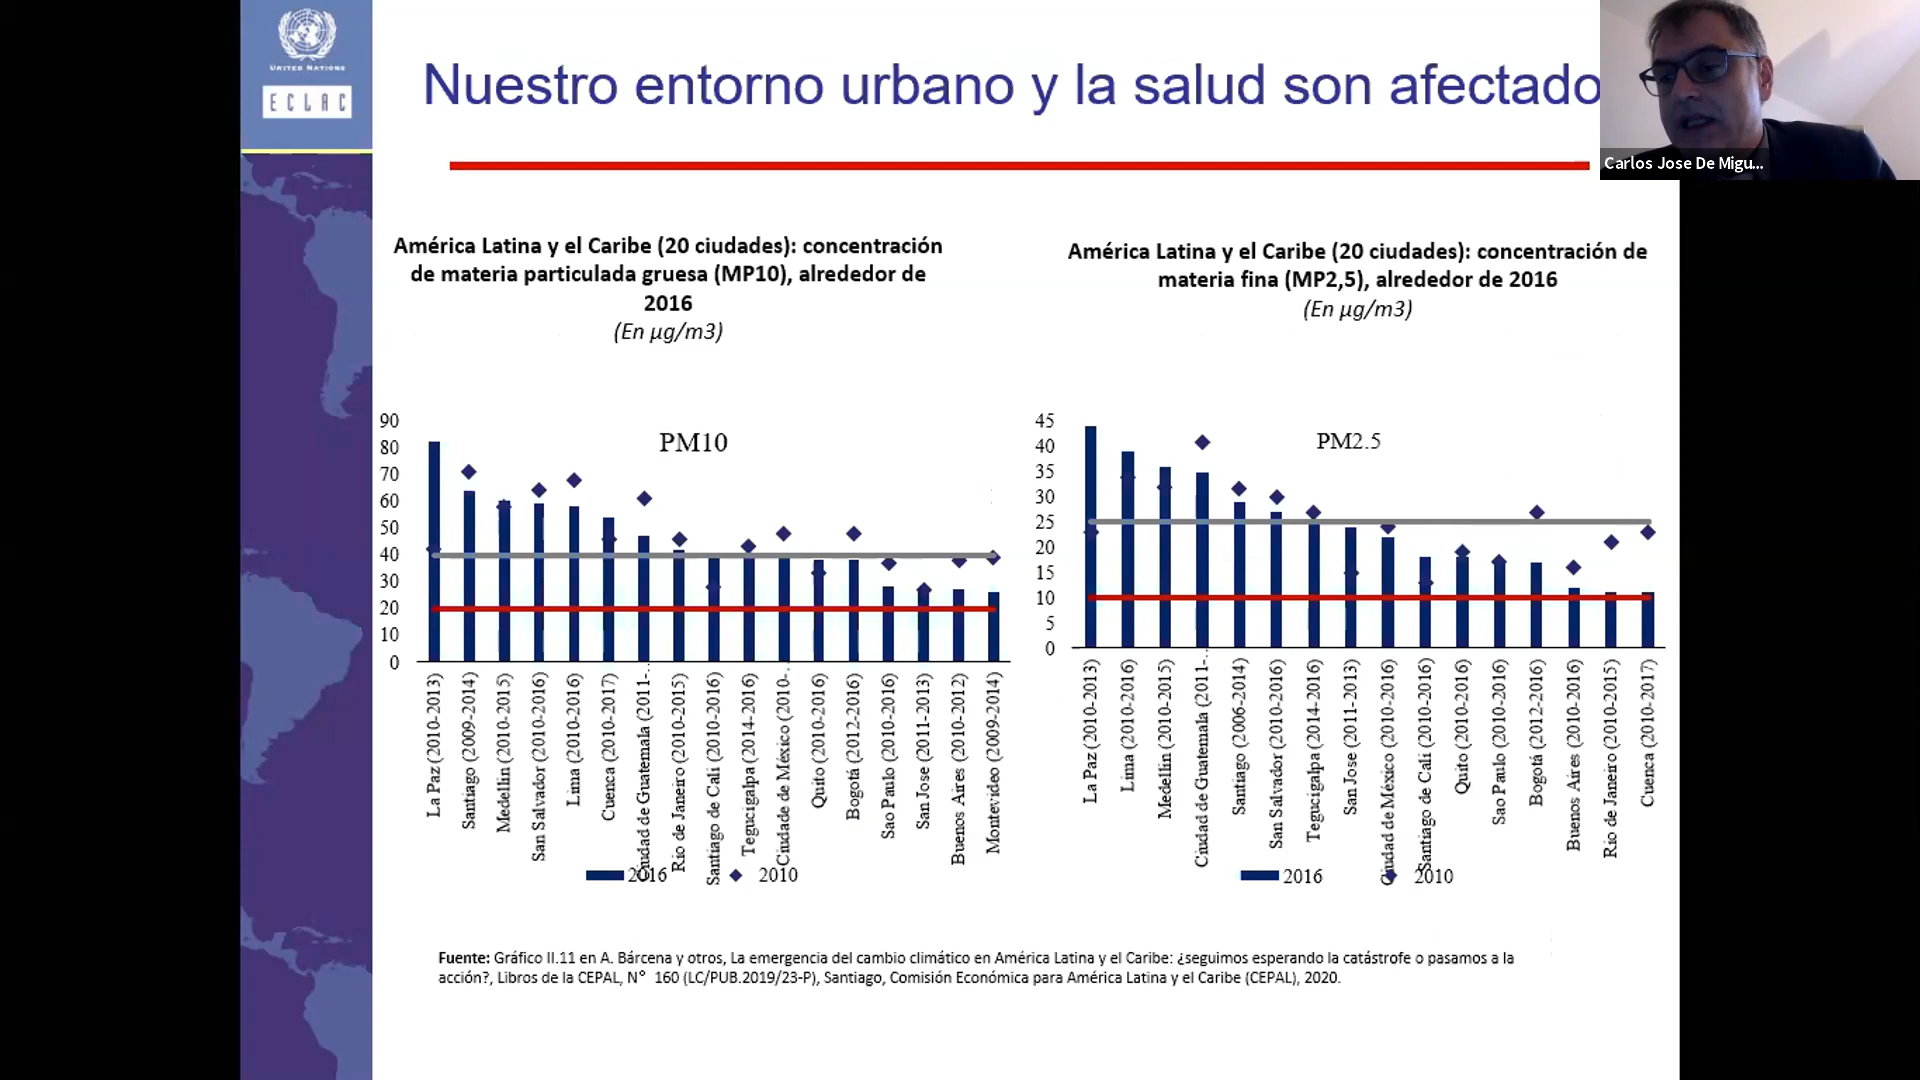 UNITED NATIONS
ECLAC
Nuestro entorno urbano y la salud son afectado
Carlos Jose De Migu...
América Latina y el Caribe (20 ciudades): concentración
de materia particulada gruesa (MP10), alrededor de
2016
(En µg/m3)
América Latina y el Caribe (20 ciudades): concentración de
materia fina (MP2,5), alrededor de 2016
(En µg/m3)
PM10
90
80
70
60
50
40
30
20
10
0
La Paz (2010-2013)
Santiago (2009-2014)
Medellín (2010-2015)
San Salvador (2010-2016)
Lima (2010-2016)
Cuenca (2010-2017)
Ciudad de Guatemala (2011-...
Rio de Janeiro (2010-2015)
Santiago de Cali (2010-2016)
Tegucigalpa (2014-2016)
Ciudade de México (2010-...
Quito (2010-2016)
Bogotá (2012-2016)
Sao Paulo (2010-2016)
San Jose (2011-2013)
Buenos Aires (2010-2012)
Montevideo (2009-2014)
2016
2010
PM2.5
45
40
35
30
25
20
15
10
5
0
La Paz (2010-2013)
Lima (2010-2016)
Medellin (2010-2015)
Ciudad de Guatemala (2011-...
Santiago (2006-2014)
San Salvador (2010-2016)
Tegucigalpa (2014-2016)
San Jose (2011-2013)
Ciudad de México (2010-2016)
Santiago de Cali (2010-2016)
Quito (2010-2016)
Sao Paulo (2010-2016)
Bogotá (2012-2016)
Buenos Aires (2010-2016)
Rio de Janeiro (2010-2015)
Cuenca (2010-2017)
2016
2010
Fuente: Gráfico II.11 en A. Bárcena y otros, La emergencia del cambio climático en América Latina y el Caribe: ¿seguimos esperando la catástrofe o pasamos a la
acción?, Libros de la CEPAL, N° 160 (LC/PUB.2019/23-P), Santiago, Comisión Económica para América Latina y el Caribe (CEPAL), 2020.